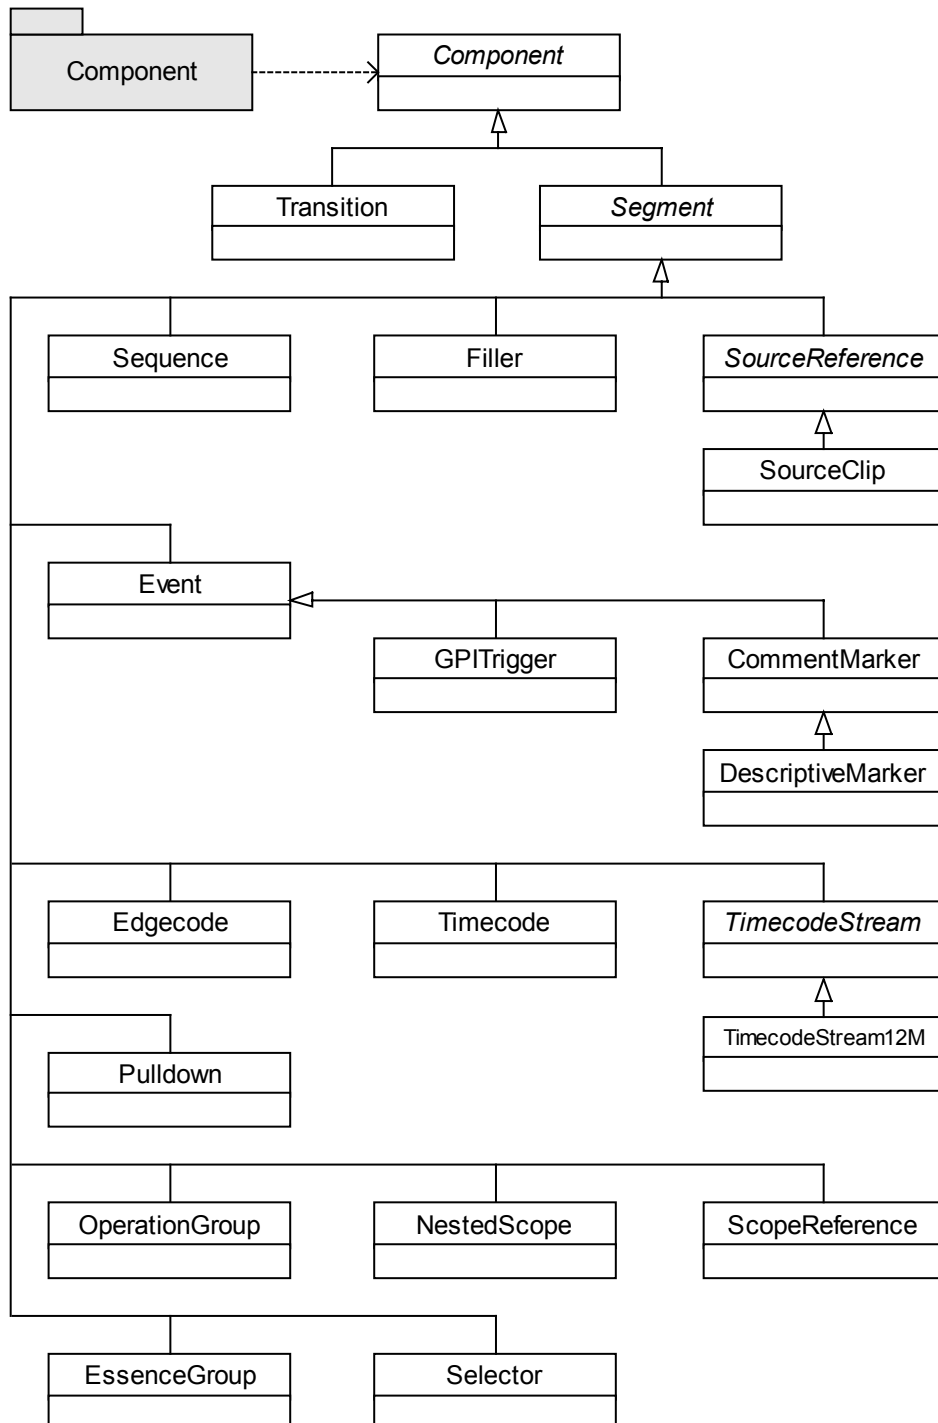 Component
Component
Transition
Segment
Sequence
Filler
SourceReference
SourceClip
Event
GPITrigger
CommentMarker
DescriptiveMarker
Edgecode
Timecode
TimecodeStream
TimecodeStream12M
Pulldown
OperationGroup
NestedScope
ScopeReference
EssenceGroup
Selector